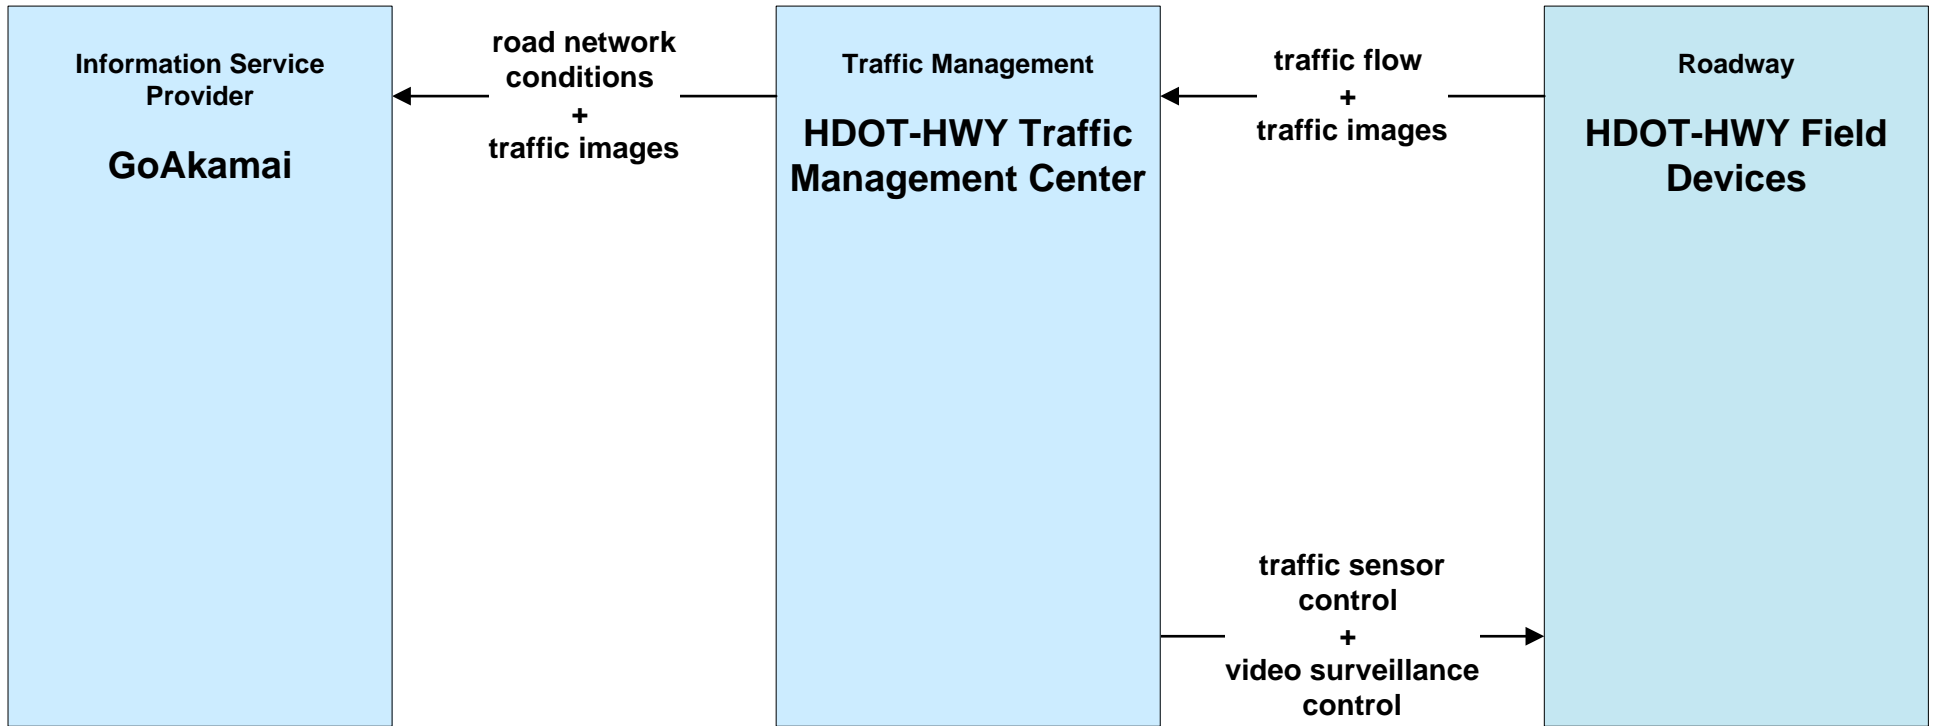 Information Service
Provider
GoAkamai
road network
conditions
+
traffic images
Traffic Management
HDOT-HWY Traffic
Management Center
traffic flow
+
traffic images
Roadway
HDOT-HWY Field
Devices
traffic sensor
control
+
video surveillance
control